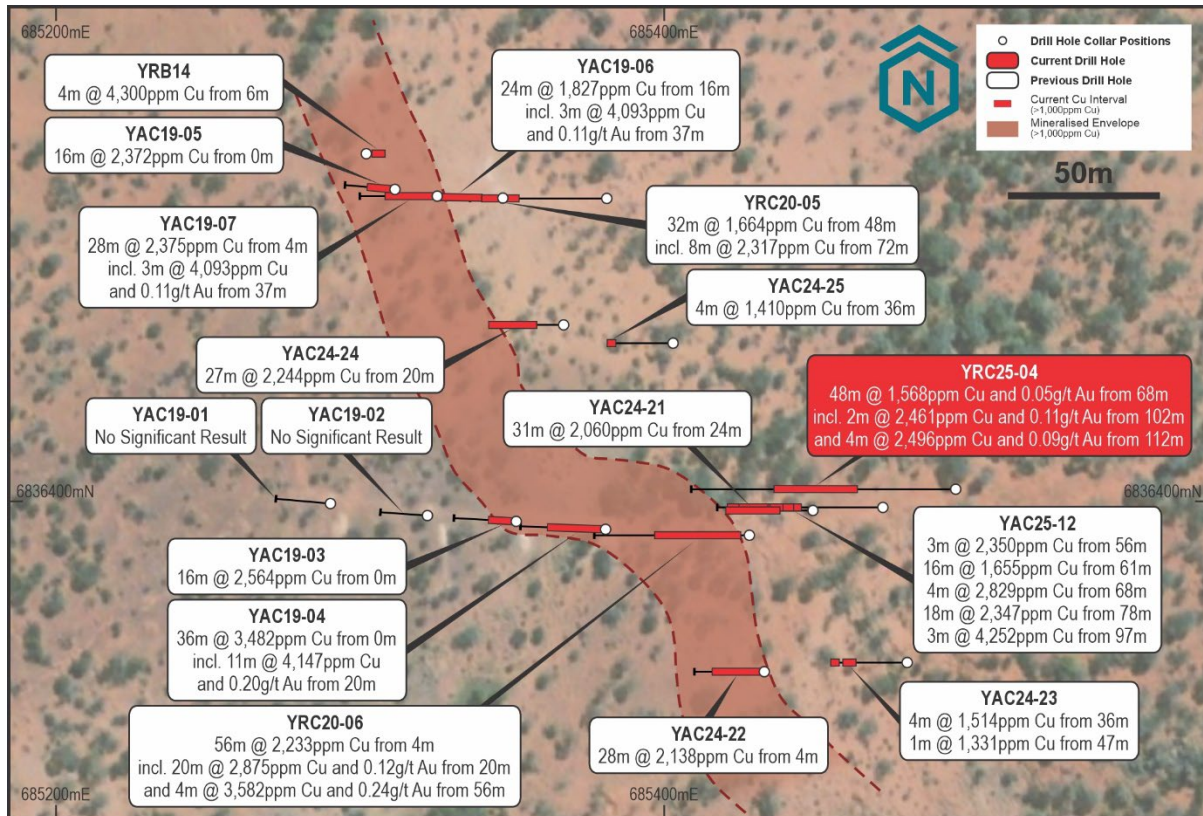 685200mE
685400mE
YRB14
4m @ 4,300ppm Cu from 6m
YAC19-05
16m @ 2,372ppm Cu from 0m
YAC19-06
24m @ 1,827ppm Cu from 16m
incl. 3m @ 4,093ppm Cu
and 0.11g/t Au from 37m
N
Drill Hole Collar Positions
Current Drill Hole
Previous Drill Hole
Current Cu Interval
(>1,000ppm Cu)
Mineralised Envelope
(>1,000ppm Cu)
50m
YAC19-07
28m @ 2,375ppm Cu from 4m
incl. 3m @ 4,093ppm Cu
and 0.11g/t Au from 37m
YRC20-05
32m @ 1,664ppm Cu from 48m
incl. 8m @ 2,317ppm Cu from 72m
YAC24-25
4m @ 1,410ppm Cu from 36m
YAC24-24
27m @ 2,244ppm Cu from 20m
YRC25-04
48m @ 1,568ppm Cu and 0.05g/t Au from 68m
incl. 2m @ 2,461ppm Cu and 0.11g/t Au from 102m
and 4m @ 2,496ppm Cu and 0.09g/t Au from 112m
YAC19-01
No Significant Result
YAC19-02
No Significant Result
YAC24-21
31m @ 2,060ppm Cu from 24m
6836400mN
6836400mN
YAC19-03
16m @ 2,564ppm Cu from 0m
YAC25-12
3m @ 2,350ppm Cu from 56m
16m @ 1,655ppm Cu from 61m
4m @ 2,829ppm Cu from 68m
18m @ 2,347ppm Cu from 78m
3m @ 4,252ppm Cu from 97m
YAC19-04
36m @ 3,482ppm Cu from 0m
incl. 11m @ 4,147ppm Cu
and 0.20g/t Au from 20m
YRC20-06
56m @ 2,233ppm Cu from 4m
incl. 20m @ 2,875ppm Cu and 0.12g/t Au from 20m
and 4m @ 3,582ppm Cu and 0.24g/t Au from 56m
YAC24-22
28m @ 2,138ppm Cu from 4m
YAC24-23
4m @ 1,514ppm Cu from 36m
1m @ 1,331ppm Cu from 47m
685200mE
685400mE